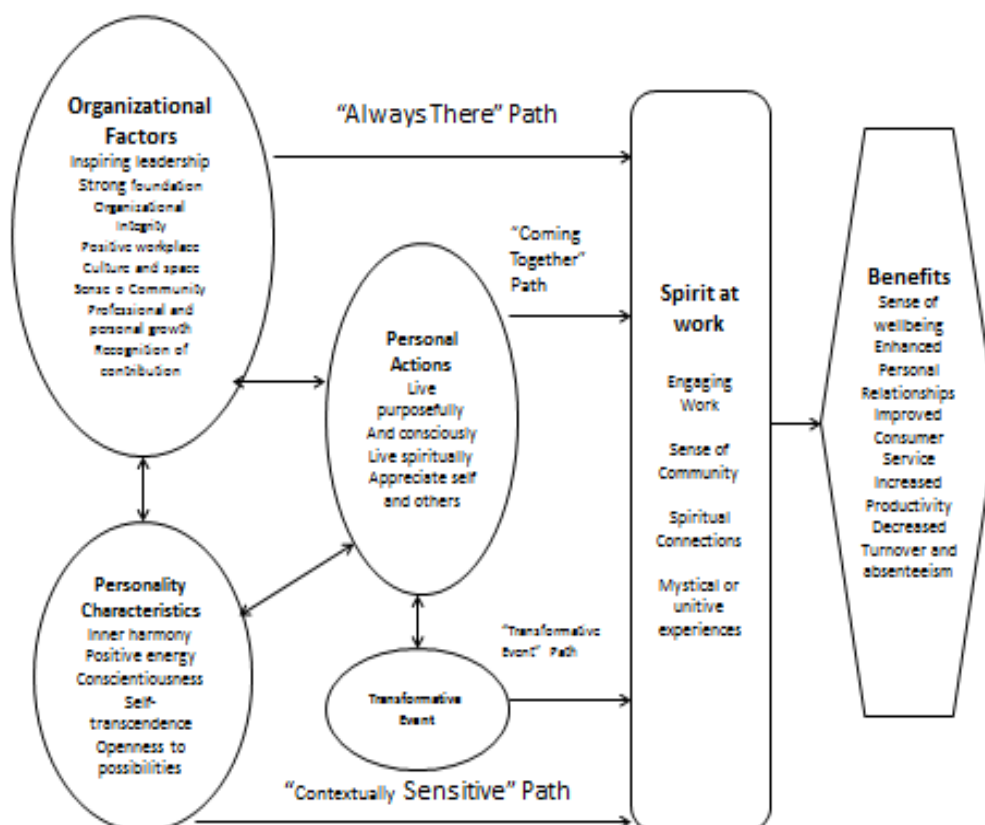 Organizational
Factors
Inspiring leadership
Strong foundation
Organizational
Integrity
Positive workplace
Culture and space
Sense o Community
Professional and
personal growth
Recognition of
contribution
"Always There" Path
"Coming
Together"
Path
Personal
Actions
Live
purposefully
And consciously
Live spiritually
Appreciate self
and others
Personality
Characteristics
Inner harmony
Positive energy
Conscientiousness
Self-
transcendence
Openness to
possibilities
Transformative
Event
"Transformative
Event" Path
"Contextually Sensitive" Path
Spirit at
work
Engaging
Work
Sense of
Community
Spiritual
Connections
Mystical or
unitive
experiences
Benefits
Sense of
wellbeing
Enhanced
Personal
Relationships
Improved
Consumer
Service
Increased
Productivity
Decreased
Turnover and
absenteeism